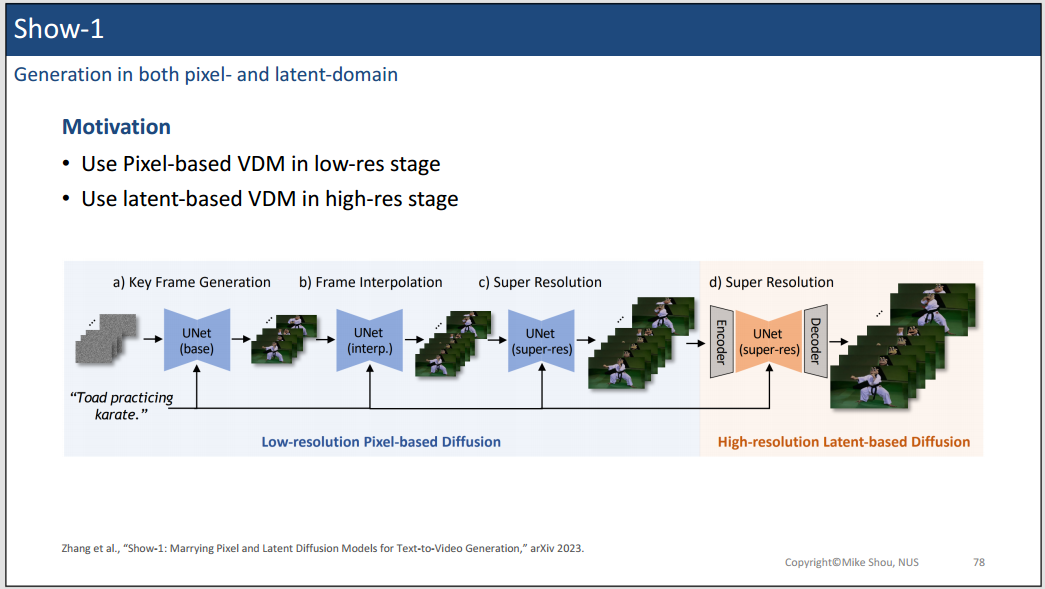 Show-1
Generation in both pixel- and latent-domain
Motivation
• Use Pixel-based VDM in low-res stage
• Use latent-based VDM in high-res stage
a) Key Frame Generation
b) Frame Interpolation
c) Super Resolution
d) Super Resolution
UNet
(base)
UNet
(interp.)
UNet
(super-res)
Encoder
UNet
(super-res)
Decoder
“Toad practicing
karate.”
Low-resolution Pixel-based Diffusion
High-resolution Latent-based Diffusion
Zhang et al., “Show-1: Marrying Pixel and Latent Diffusion Models for Text-to-Video Generation,” arXiv 2023.
Copyright©Mike Shou, NUS
78